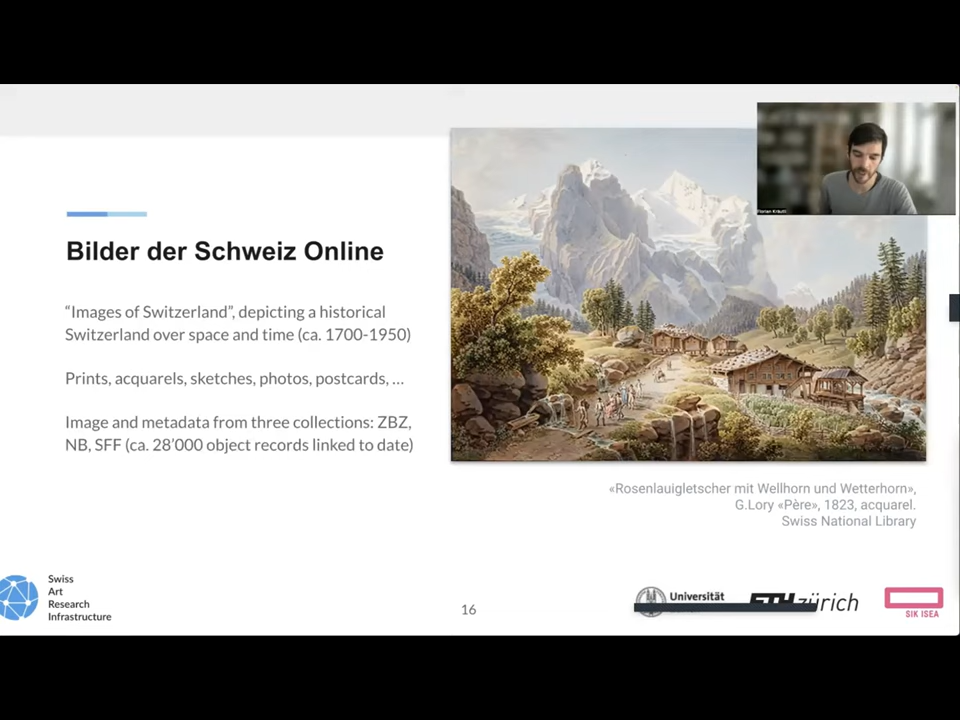 Florian Kräutli
Bilder der Schweiz Online
“Images of Switzerland”, depicting a historical
Switzerland over space and time (ca. 1700-1950)
Prints, acquarels, sketches, photos, postcards, …
Image and metadata from three collections: ZBZ,
NB, SFF (ca. 28’000 object records linked to date)
«Rosenlauigletscher mit Wellhorn und Wetterhorn»,
G.Lory «Père», 1823, acquarel.
Swiss National Library
Swiss
Art
Research
Infrastructure
16
Universität
ETH zürich
SIK ISEA